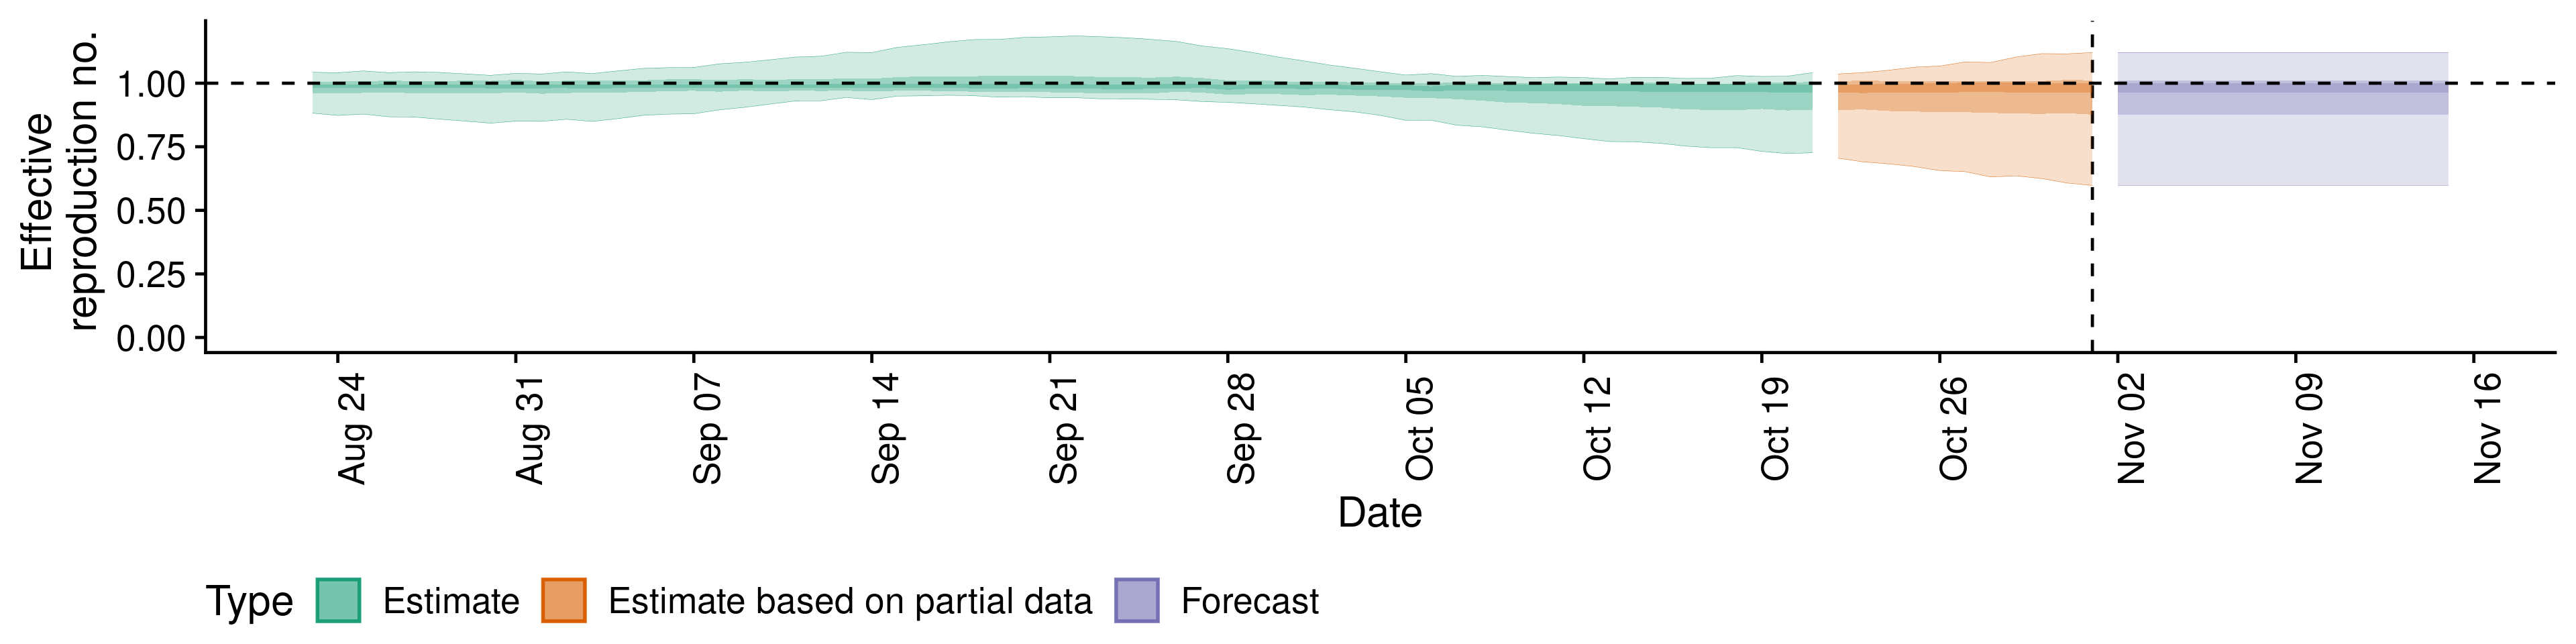 Effective
reproduction no.
1.00
0.75
0.50
0.25
0.00
Aug 24
Aug 31
Sep 07
Sep 14
Sep 21
Sep 28
Oct 05
Oct 12
Oct 19
Oct 26
Nov 02
Nov 09
Nov 16
Date
Type Estimate Estimate based on partial data Forecast